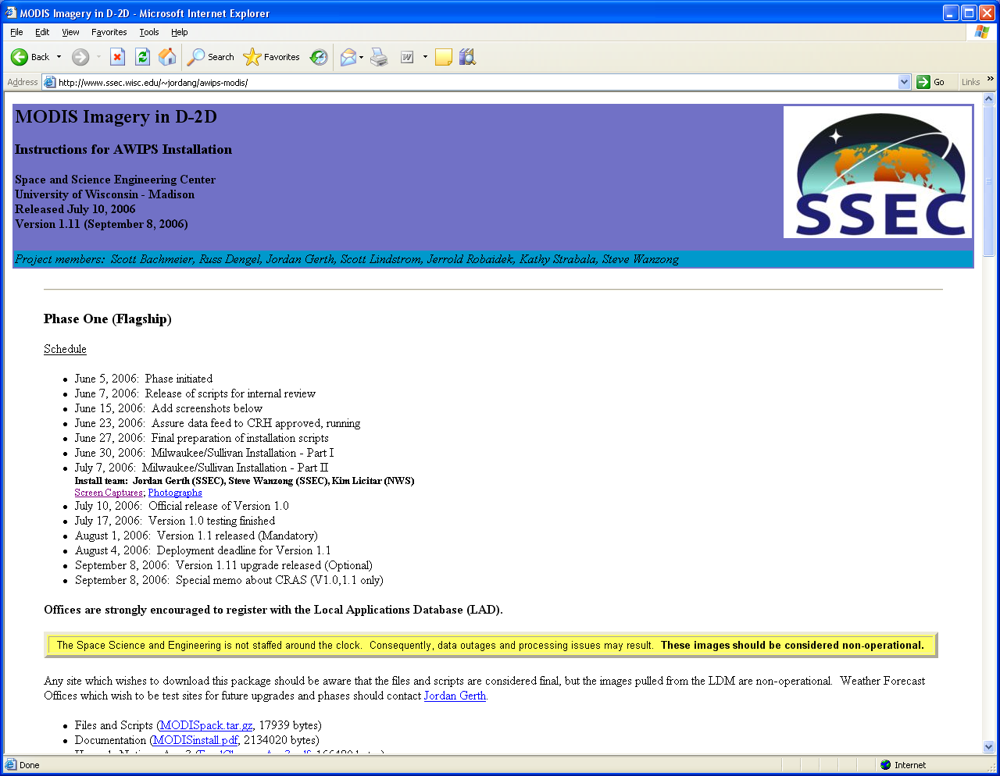 MODIS Imagery in D-2D - Microsoft Internet Explorer
File Edit View Favorites Tools Help
Back Search Favorites
Address http://www.ssec.wisc.edu/~jordang/awips-modis/ Go Links »
MODIS Imagery in D-2D
Instructions for AWIPS Installation
Space and Science Engineering Center
University of Wisconsin - Madison
Released July 10, 2006
Version 1.11 (September 8, 2006)
SSEC
Project members: Scott Bachmeier, Russ Dengel, Jordan Gerth, Scott Lindstrom, Jerrold Robaidek, Kathy Strabala, Steve Wanzong
Phase One (Flagship)
Schedule
• June 5, 2006: Phase initiated
• June 7, 2006: Release of scripts for internal review
• June 15, 2006: Add screenshots below
• June 23, 2006: Assure data feed to CRH approved, running
• June 27, 2006: Final preparation of installation scripts
• June 30, 2006: Milwaukee/Sullivan Installation - Part I
• July 7, 2006: Milwaukee/Sullivan Installation - Part II
Install team: Jordan Gerth (SSEC), Steve Wanzong (SSEC), Kim Licitar (NWS)
Screen Captures; Photographs
• July 10, 2006: Official release of Version 1.0
• July 17, 2006: Version 1.0 testing finished
• August 1, 2006: Version 1.1 released (Mandatory)
• August 4, 2006: Deployment deadline for Version 1.1
• September 8, 2006: Version 1.11 upgrade released (Optional)
• September 8, 2006: Special memo about CRAS (V1.0,1.1 only)
Offices are strongly encouraged to register with the Local Applications Database (LAD).
The Space Science and Engineering is not staffed around the clock. Consequently, data outages and processing issues may result. These images should be considered non-operational.
Any site which wishes to download this package should be aware that the files and scripts are considered final, but the images pulled from the LDM are non-operational. Weather Forecast
Offices which wish to be test sites for future upgrades and phases should contact Jordan Gerth.
• Files and Scripts (MODISpack.tar.gz, 17939 bytes)
• Documentation (MODISinstall.pdf, 2134020 bytes)
Done Internet